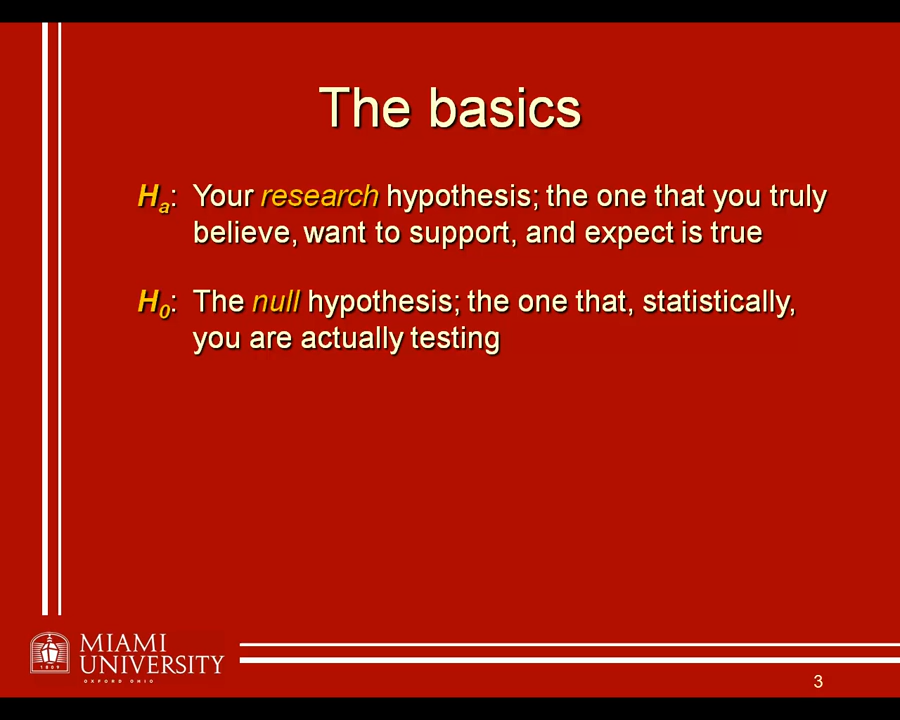 The basics
Ha: Your research hypothesis; the one that you truly
believe, want to support, and expect is true
H0: The null hypothesis; the one that, statistically,
you are actually testing
1809
MIAMI
UNIVERSITY
OXFORD OHIO
3